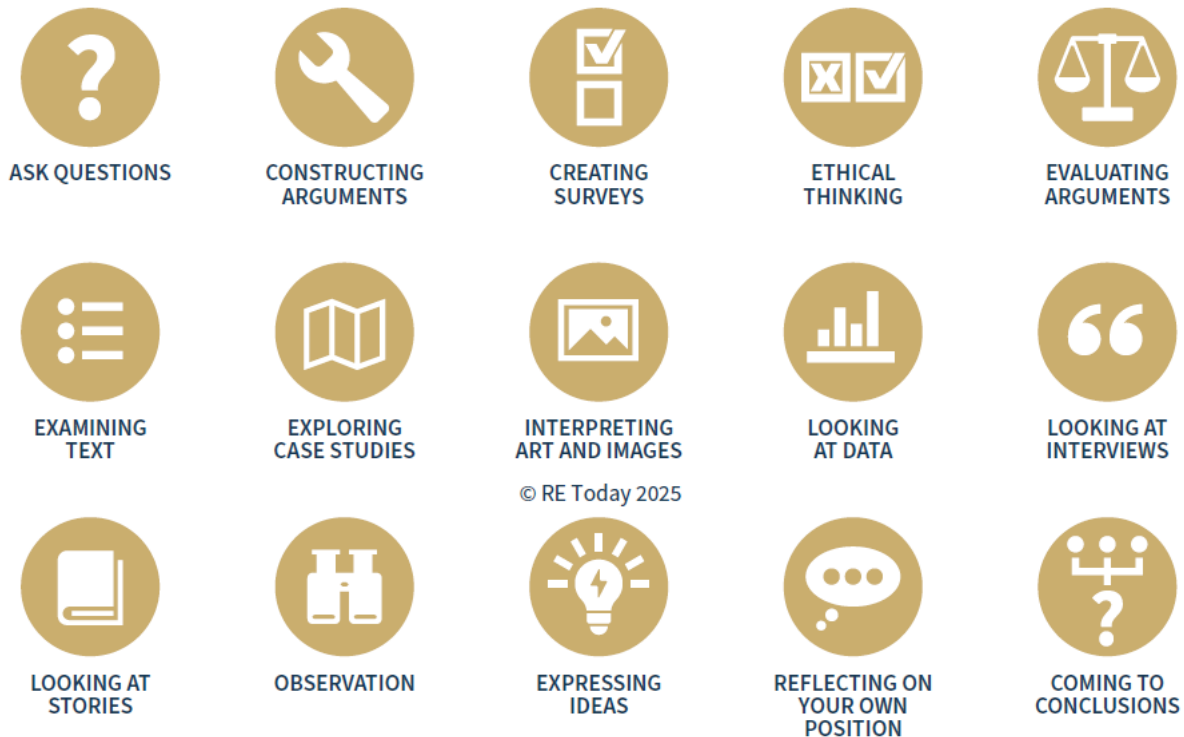 ASK QUESTIONS
CONSTRUCTING
ARGUMENTS
CREATING
SURVEYS
ETHICAL
THINKING
EVALUATING
ARGUMENTS
EXAMINING
TEXT
EXPLORING
CASE STUDIES
INTERPRETING
ART AND IMAGES
LOOKING
AT DATA
LOOKING AT
INTERVIEWS
© RE Today 2025
LOOKING AT
STORIES
OBSERVATION
EXPRESSING
IDEAS
REFLECTING ON
YOUR OWN
POSITION
COMING TO
CONCLUSIONS